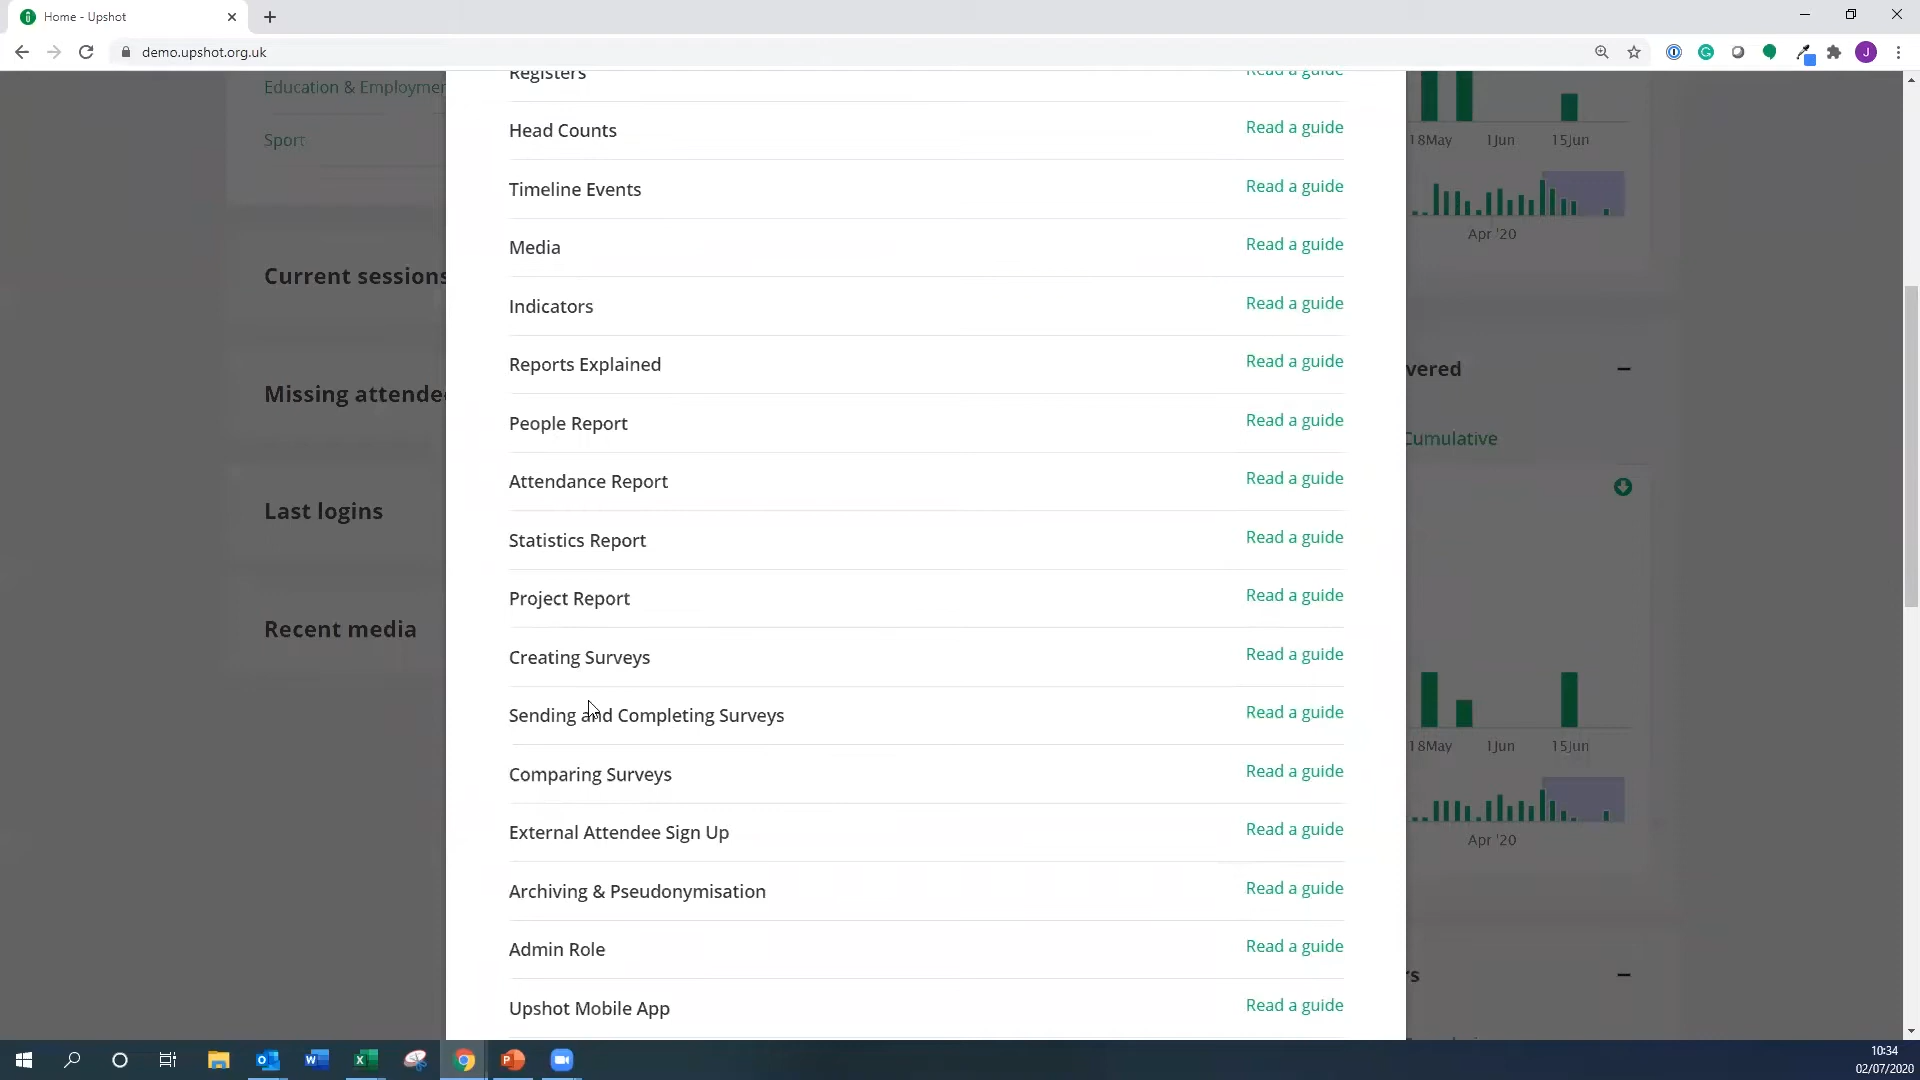 Home - Upshot
demo.upshot.org.uk
J
Education & Employmen
Sport
Current sessions
Missing attende
Last logins
Recent media
Registers Read a guide
Head Counts Read a guide
Timeline Events Read a guide
Media Read a guide
Indicators Read a guide
Reports Explained Read a guide
People Report Read a guide
Attendance Report Read a guide
Statistics Report Read a guide
Project Report Read a guide
Creating Surveys Read a guide
Sending and Completing Surveys Read a guide
Comparing Surveys Read a guide
External Attendee Sign Up Read a guide
Archiving & Pseudonymisation Read a guide
Admin Role Read a guide
Upshot Mobile App Read a guide
18May 1Jun 15Jun
Apr '20
vered
Cumulative
18May 1Jun 15Jun
Apr '20
rs
10:34
02/07/2020